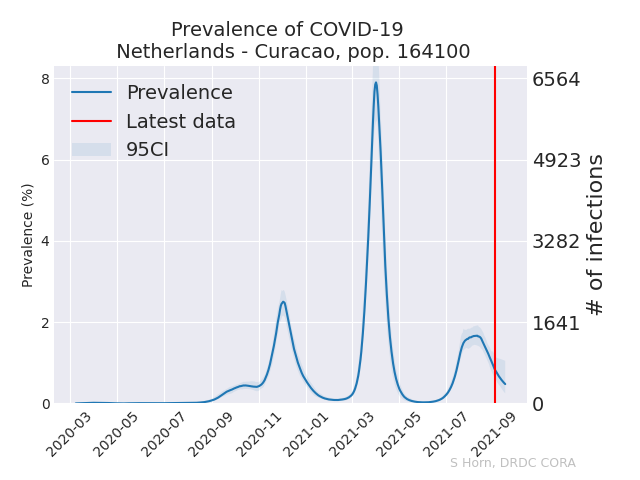 Prevalence of COVID-19
Netherlands - Curacao, pop. 164100
Prevalence
Latest data
95CI
Prevalence (%)
8
6
4
2
0
6564
4923
3282
1641
0
# of infections
2020-03
2020-05
2020-07
2020-09
2020-11
2021-01
2021-03
2021-05
2021-07
2021-09
S Horn, DRDC CORA